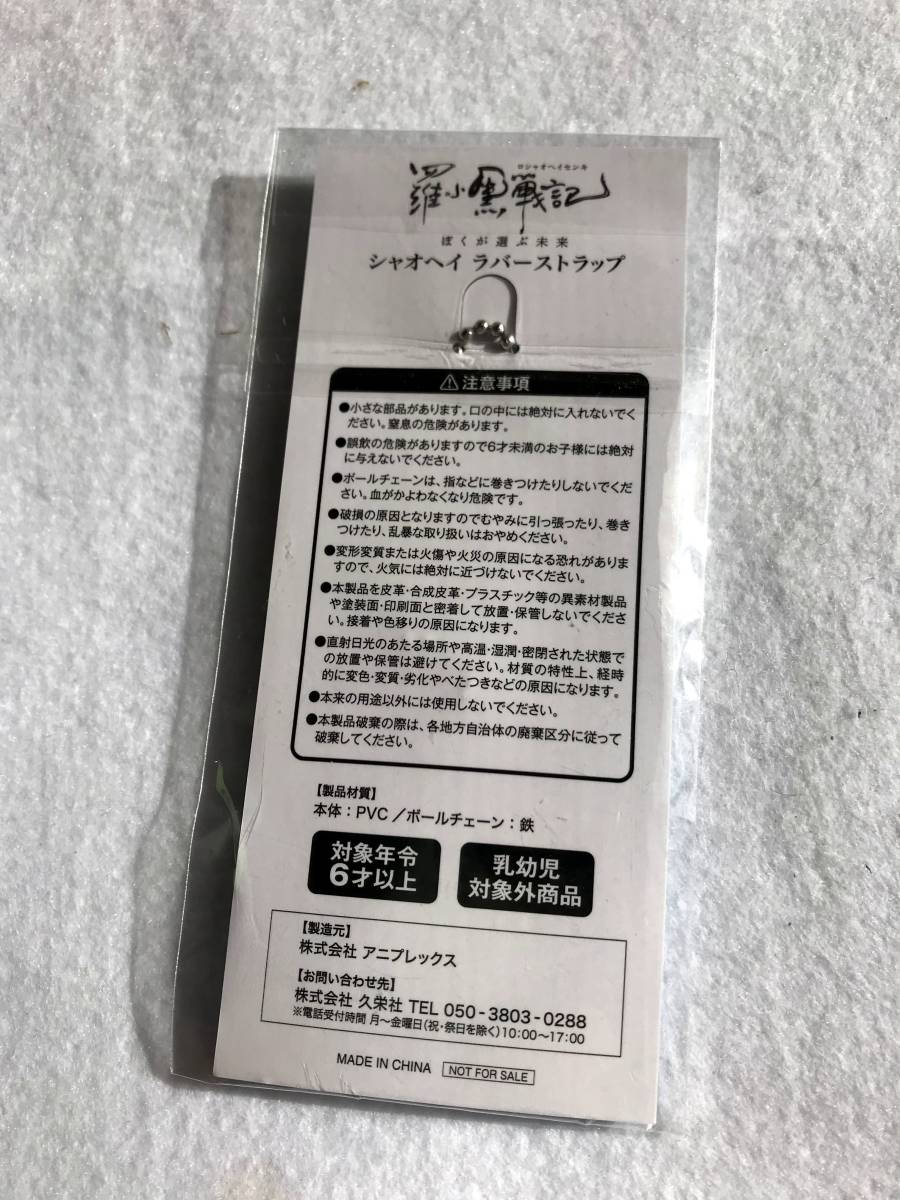 ロシャオヘイセンキ
羅小黒戰記
ぼくが選ぶ未来
シャオヘイ ラバーストラップ
⚠注意事項
●小さな部品があります。口の中には絶対に入れないでく
ださい。窒息の危険があります。
●誤飲の危険がありますので6才未満のお子様には絶対
に与えないでください。
●ボールチェーンは、指などに巻きつけたりしないでくだ
さい。血がかよわなくなり危険です。
●破損の原因となりますのでむやみに引っ張ったり、巻き
つけたり、乱暴な取り扱いはおやめください。
●変形変質または火傷や火災の原因になる恐れがありま
すので、火気には絶対に近づけないでください。
●本製品を皮革・合成皮革・プラスチック等の異素材製品
や塗装面・印刷面と密着して放置・保管しないでくださ
い。接着や色移りの原因になります。
●直射日光のあたる場所や高温・湿潤・密閉された状態で
の放置や保管は避けてください。材質の特性上、経時
的に変色・変質・劣化やべたつきなどの原因になります。
●本来の用途以外には使用しないでください。
●本製品破棄の際は、各地方自治体の廃棄区分に従って
破棄してください。
【製品材質】
本体：PVC／ボールチェーン：鉄
対象年令
6才以上
乳幼児
対象外商品
【製造元】
株式会社 アニプレックス
【お問い合わせ先】
株式会社 久栄社 TEL 050-3803-0288
※電話受付時間 月〜金曜日(祝・祭日を除く)10:00〜17:00
MADE IN CHINA NOT FOR SALE